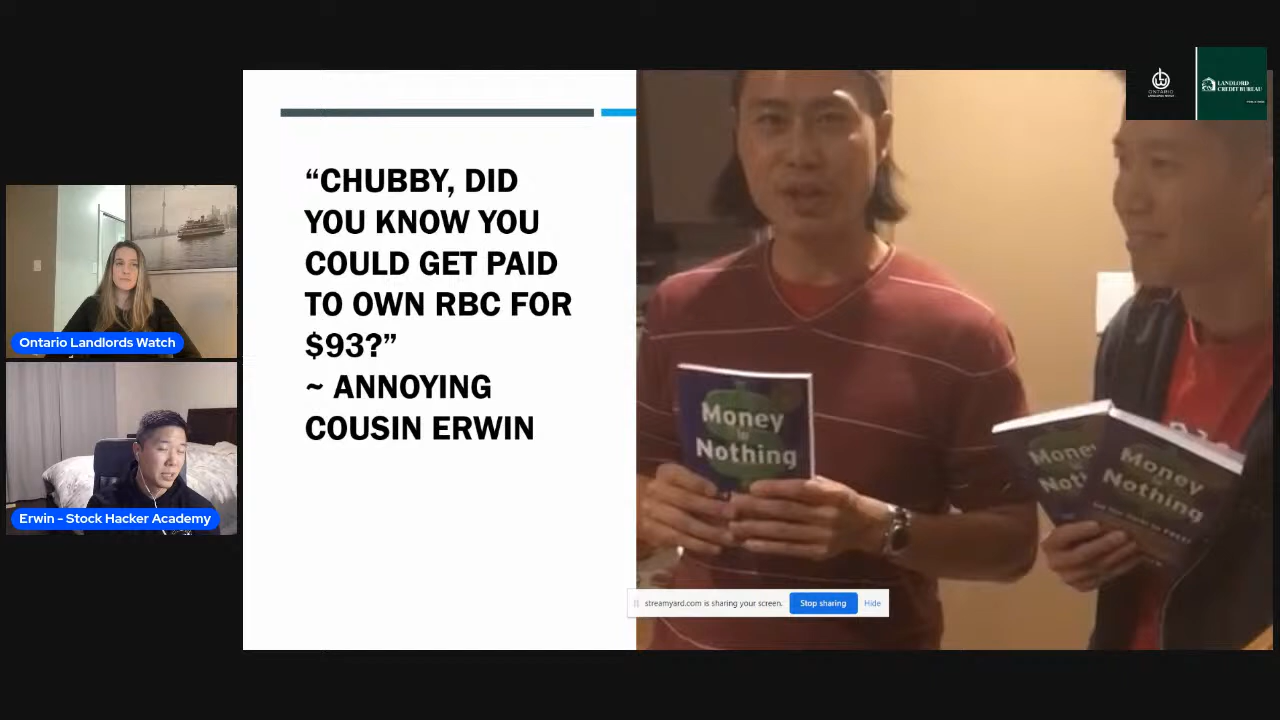 “CHUBBY, DID
YOU KNOW YOU
COULD GET PAID
TO OWN RBC FOR
$93?”
~ ANNOYING
COUSIN ERWIN
Ontario Landlords Watch
Erwin - Stock Hacker Academy
ONTARIO
LANDLORD
CREDIT BUREAU
Money
Nothing
Money
Nothing
streamyard.com is sharing your screen.
Stop sharing
Hide